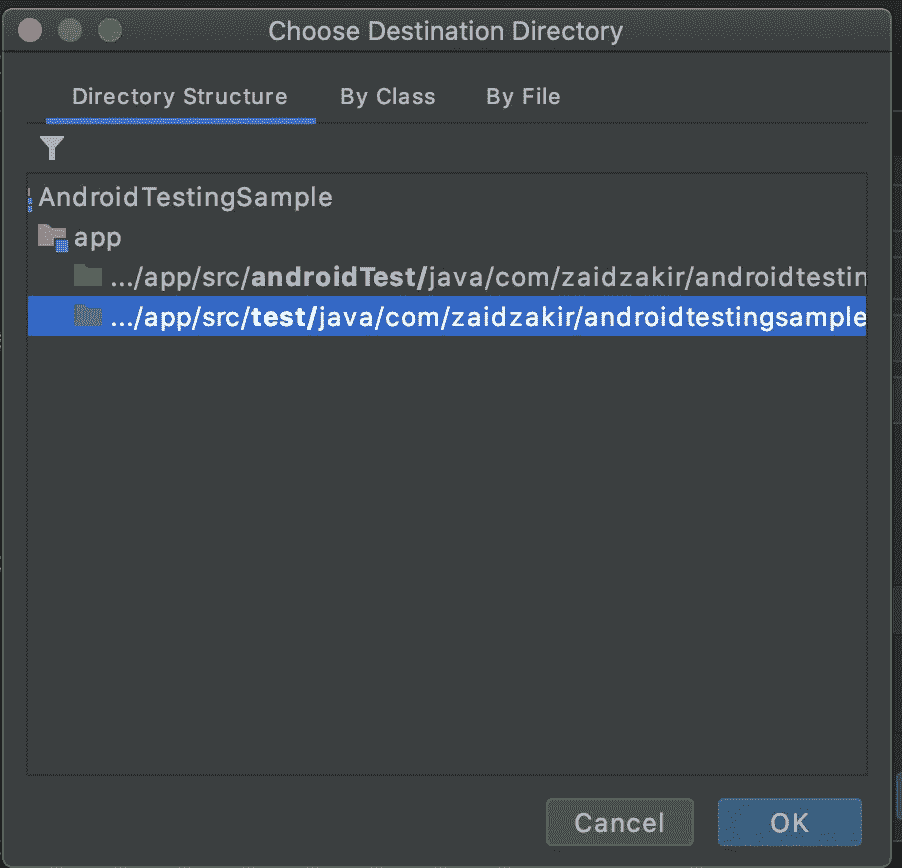 Choose Destination Directory
Directory Structure By Class By File
AndroidTestingSample
app
.../app/src/androidTest/java/com/zaidzakir/androidtestin
.../app/src/test/java/com/zaidzakir/androidtestingsample
Cancel OK